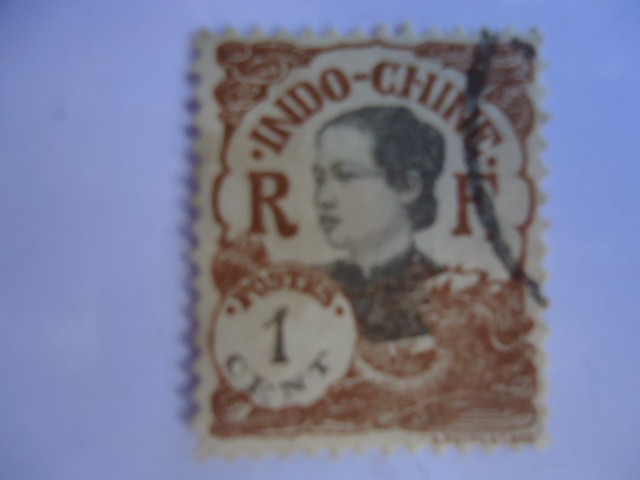 INDO-CHINE
R F
POSTES
1
CENT